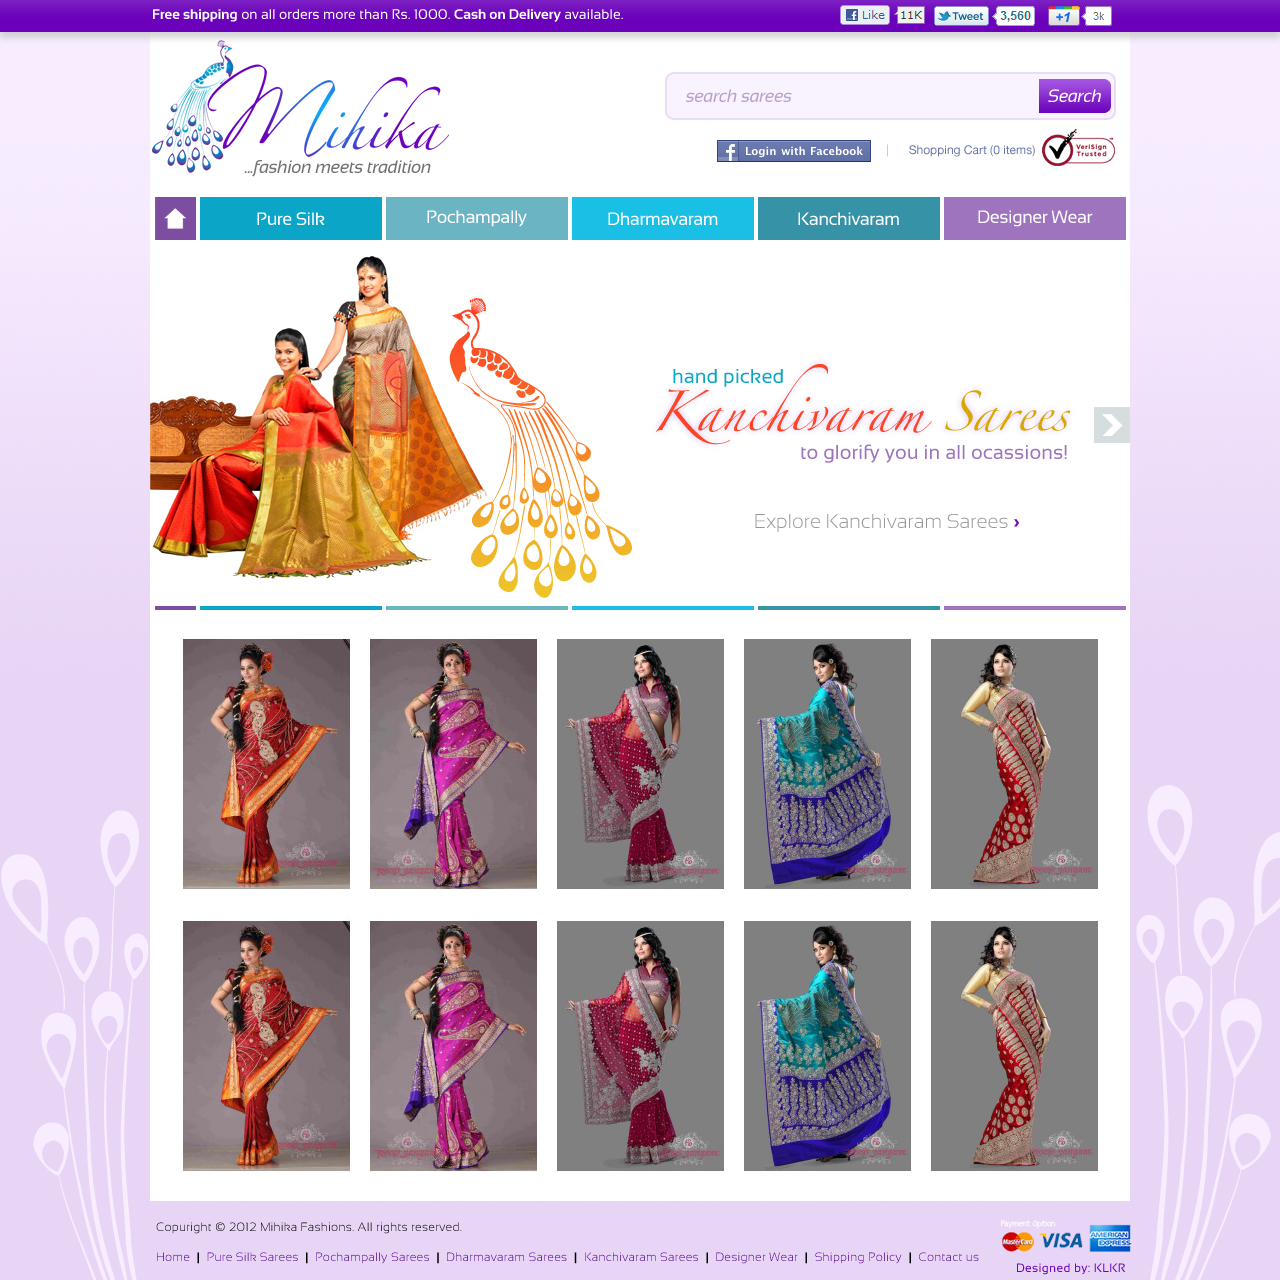 Free shipping on all orders more than Rs. 1000. Cash on Delivery available.
Like 11K Tweet 3,560 +1 3k
Mihika
...fashion meets tradition
search sarees
Search
f Login with Facebook
Shopping Cart (0 items)
VeriSign
Trusted
Pure Silk Pochampally Dharmavaram Kanchivaram Designer Wear
hand picked
Kanchivaram Sarees
to glorify you in all ocassions!
Explore Kanchivaram Sarees ›
Copyright © 2012 Mihika Fashions. All rights reserved.
Home | Pure Silk Sarees | Pochampally Sarees | Dharmavaram Sarees | Kanchivaram Sarees | Designer Wear | Shipping Policy | Contact us
Payment Option
MasterCard VISA AMERICAN EXPRESS
Designed by: KLKR